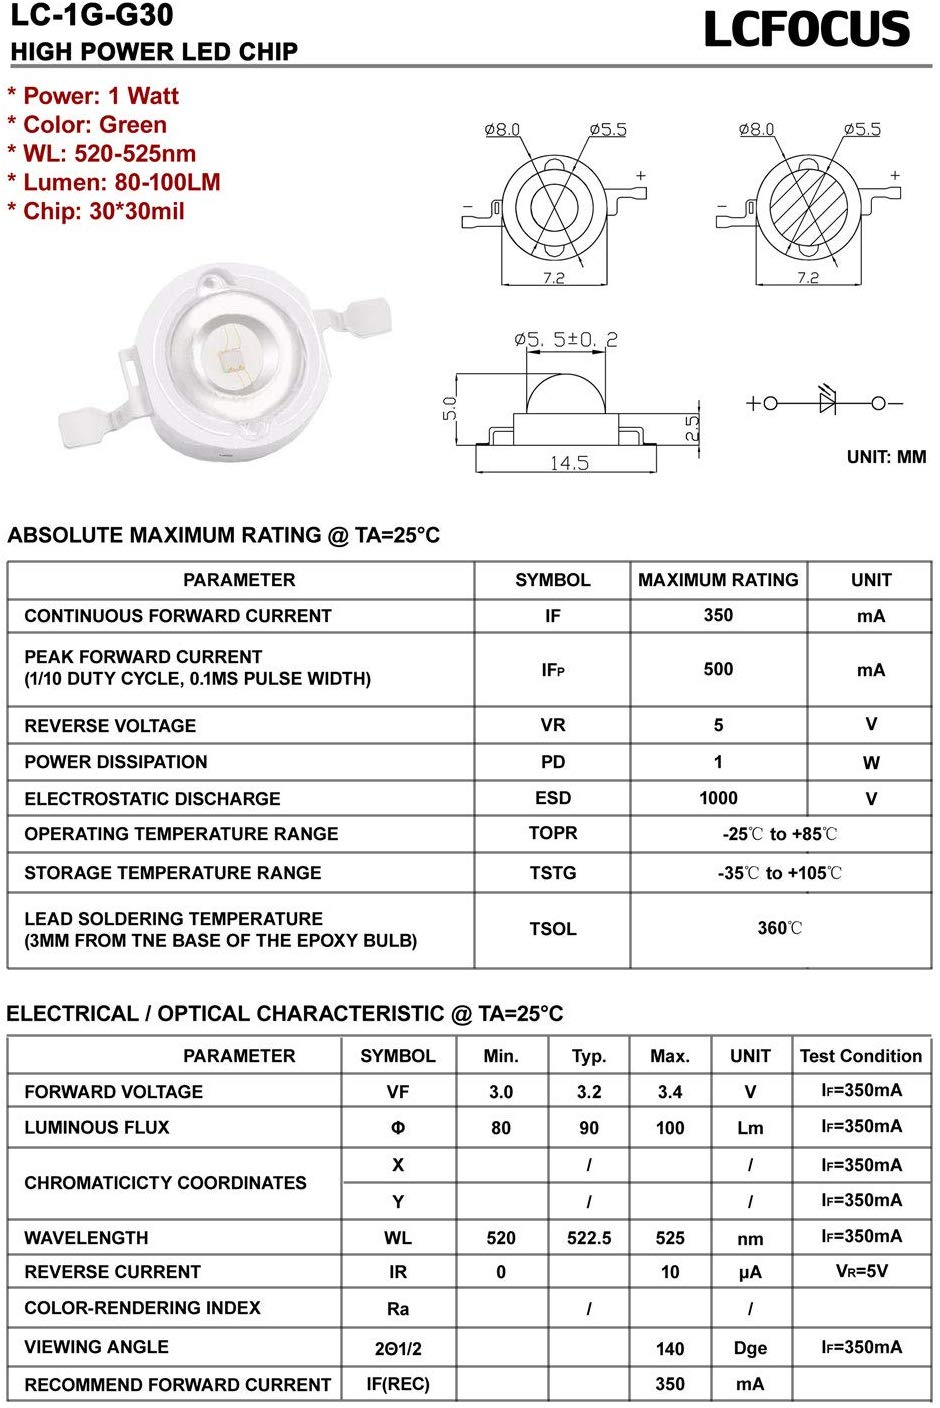 LC-1G-G30
LCFOCUS
HIGH POWER LED CHIP
* Power: 1 Watt
* Color: Green
* WL: 520-525nm
* Lumen: 80-100LM
* Chip: 30*30mil
ø8.0 ø5.5
+
−
7.2
ø8.0 ø5.5
+
−
7.2
ø5. 5±0. 2
5.0
2.5
14.5
+ −
UNIT: MM
ABSOLUTE MAXIMUM RATING @ TA=25°C
PARAMETER SYMBOL MAXIMUM RATING UNIT
CONTINUOUS FORWARD CURRENT IF 350 mA
PEAK FORWARD CURRENT
(1/10 DUTY CYCLE, 0.1MS PULSE WIDTH) IFP 500 mA
REVERSE VOLTAGE VR 5 V
POWER DISSIPATION PD 1 W
ELECTROSTATIC DISCHARGE ESD 1000 V
OPERATING TEMPERATURE RANGE TOPR -25℃ to +85℃
STORAGE TEMPERATURE RANGE TSTG -35℃ to +105℃
LEAD SOLDERING TEMPERATURE
(3MM FROM TNE BASE OF THE EPOXY BULB) TSOL 360℃
ELECTRICAL / OPTICAL CHARACTERISTIC @ TA=25°C
PARAMETER SYMBOL Min. Typ. Max. UNIT Test Condition
FORWARD VOLTAGE VF 3.0 3.2 3.4 V IF=350mA
LUMINOUS FLUX Φ 80 90 100 Lm IF=350mA
CHROMATICICTY COORDINATES
X / / IF=350mA
Y / / IF=350mA
WAVELENGTH WL 520 522.5 525 nm IF=350mA
REVERSE CURRENT IR 0 10 μA VR=5V
COLOR-RENDERING INDEX Ra / /
VIEWING ANGLE 2Θ1/2 140 Dge IF=350mA
RECOMMEND FORWARD CURRENT IF(REC) 350 mA